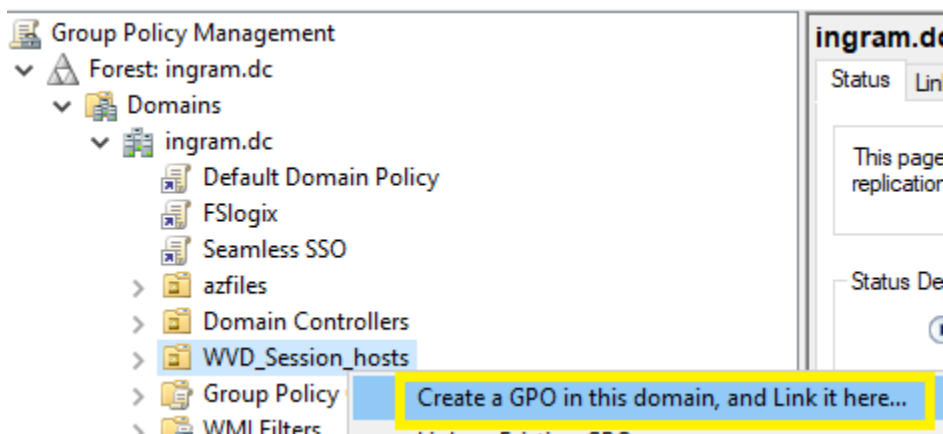 Group Policy Management
Forest: ingram.dc
Domains
ingram.dc
Default Domain Policy
FSlogix
Seamless SSO
azfiles
Domain Controllers
WVD_Session_hosts
Group Policy
WMI Filters
Create a GPO in this domain, and Link it here...
ingram.dc
Status
Lin
This page
replication
Status De